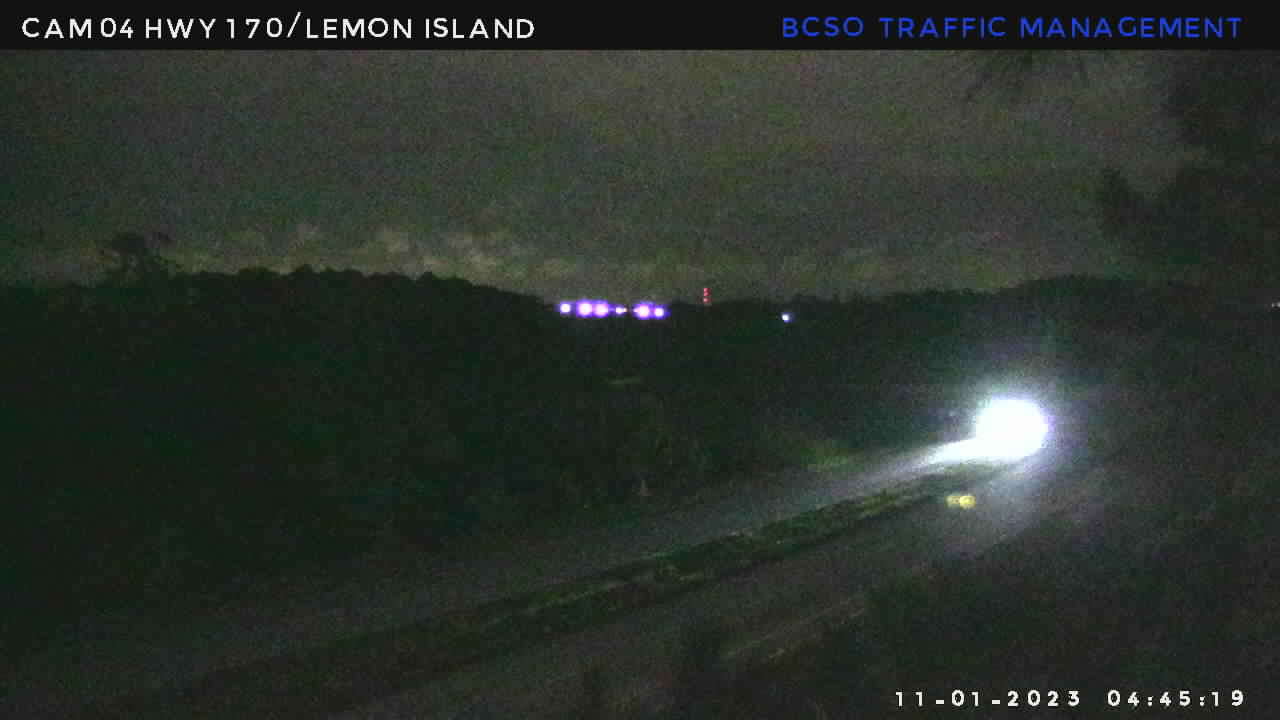 CAM04 HWY 170/LEMON ISLAND
BCSO TRAFFIC MANAGEMENT
11-01-2023 04:45:19